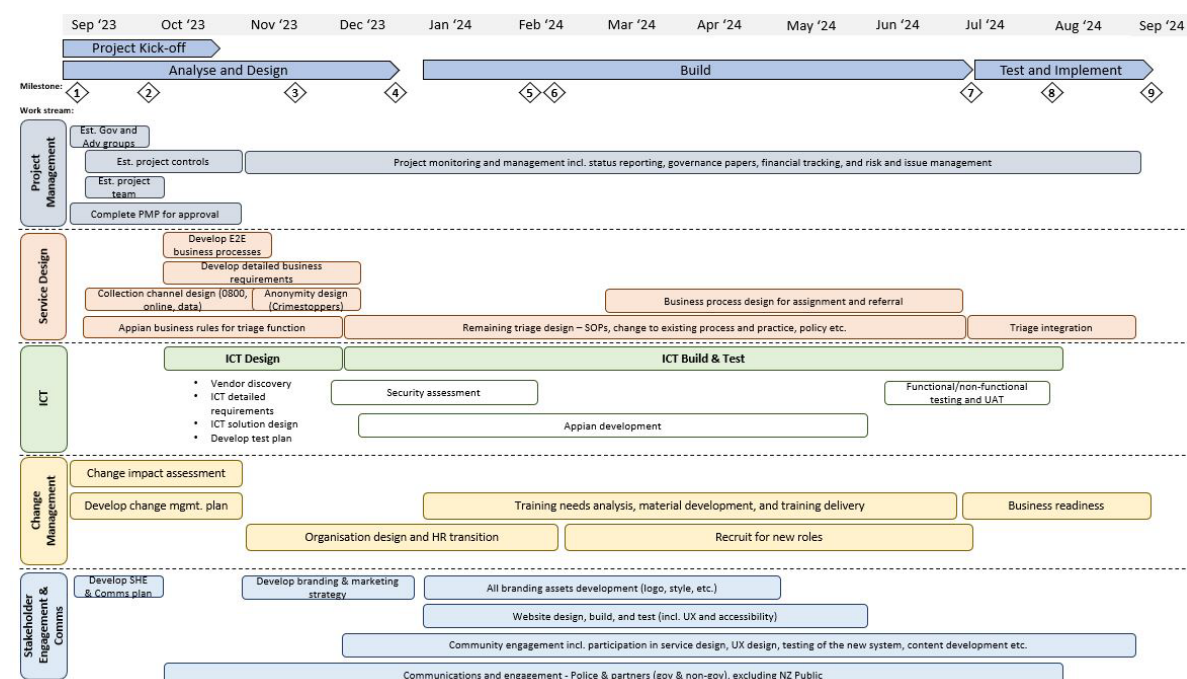 Sep ‘23 Oct ‘23 Nov ‘23 Dec ‘23 Jan ‘24 Feb ‘24 Mar ‘24 Apr ‘24 May ‘24 Jun ‘24 Jul ‘24 Aug ‘24 Sep ‘24
Project Kick-off
Analyse and Design
Build
Test and Implement
Milestone: 1 2 3 4 5 6 7 8 9
Work stream:
Project
Management
Est. Gov and
Adv groups
Est. project controls
Project monitoring and management incl. status reporting, governance papers, financial tracking, and risk and issue management
Est. project
team
Complete PMP for approval
Service Design
Develop E2E
business processes
Develop detailed business
requirements
Collection channel design (0800,
online, data)
Anonymity design
(Crimestoppers)
Business process design for assignment and referral
Appian business rules for triage function
Remaining triage design – SOPs, change to existing process and practice, policy etc.
Triage integration
ICT
ICT Design
ICT Build & Test
• Vendor discovery
• ICT detailed
requirements
• ICT solution design
• Develop test plan
Security assessment
Functional/non-functional
testing and UAT
Appian development
Change
Management
Change impact assessment
Develop change mgmt. plan
Training needs analysis, material development, and training delivery
Business readiness
Organisation design and HR transition
Recruit for new roles
Stakeholder
Engagement &
Comms
Develop SHE
& Comms plan
Develop branding & marketing
strategy
All branding assets development (logo, style, etc.)
Website design, build, and test (incl. UX and accessibility)
Community engagement incl. participation in service design, UX design, testing of the new system, content development etc.
Communications and engagement - Police & partners (gov & non-gov), excluding NZ Public